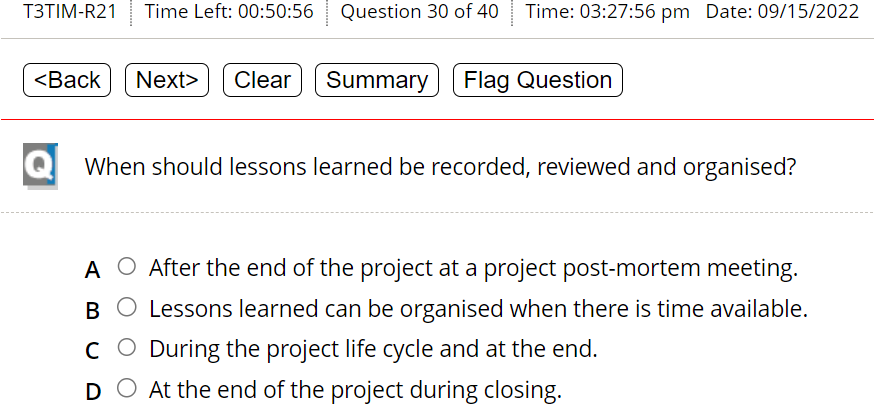 T3TIM-R21 Time Left: 00:50:56 Question 30 of 40 Time: 03:27:56 pm Date: 09/15/2022
<Back Next> Clear Summary Flag Question
Q When should lessons learned be recorded, reviewed and organised?
A After the end of the project at a project post-mortem meeting.
B Lessons learned can be organised when there is time available.
C During the project life cycle and at the end.
D At the end of the project during closing.